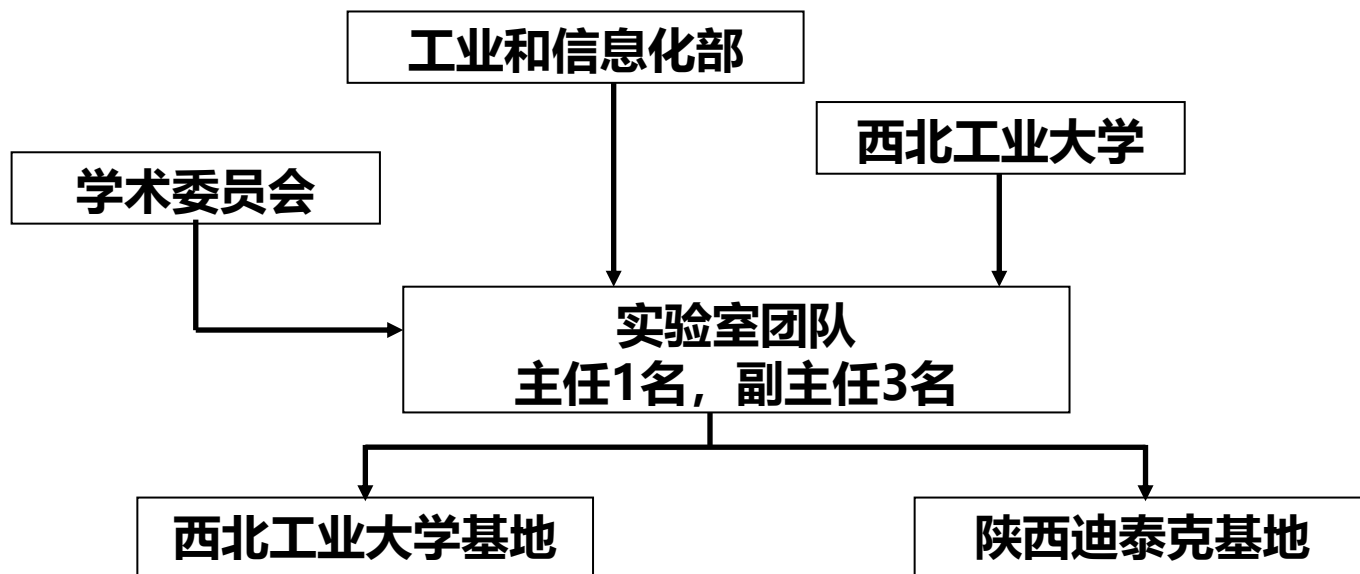 工业和信息化部
西北工业大学
学术委员会
实验室团队
主任1名，副主任3名
西北工业大学基地
陕西迪泰克基地